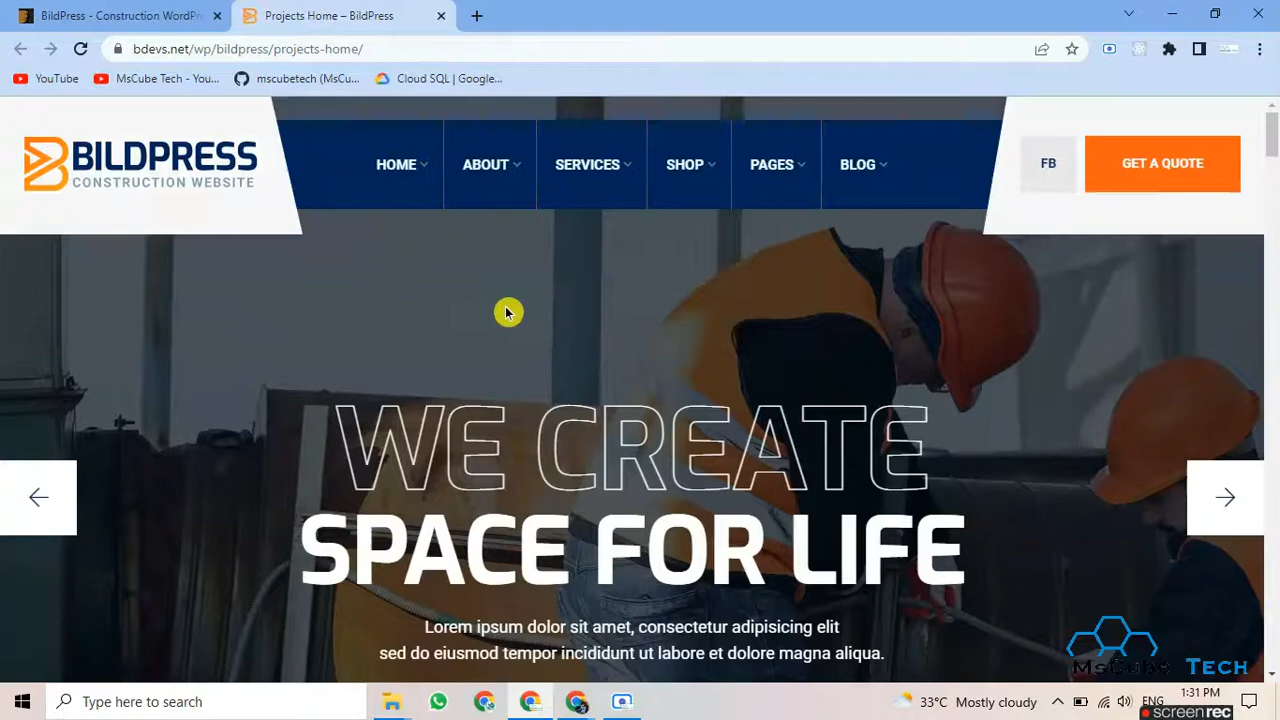 BildPress - Construction WordPr
Projects Home – BildPress
bdevs.net/wp/bildpress/projects-home/
YouTube
MsCube Tech - You...
mscubetech (MsCu...
Cloud SQL | Google...
BILDPRESS
CONSTRUCTION WEBSITE
HOME
ABOUT
SERVICES
SHOP
PAGES
BLOG
FB
GET A QUOTE
WE CREATE
SPACE FOR LIFE
Lorem ipsum dolor sit amet, consectetur adipisicing elit
sed do eiusmod tempor incididunt ut labore et dolore magna aliqua.
MsCube TECH
Type here to search
33°C Mostly cloudy
ENG
1:31 PM
screenrec